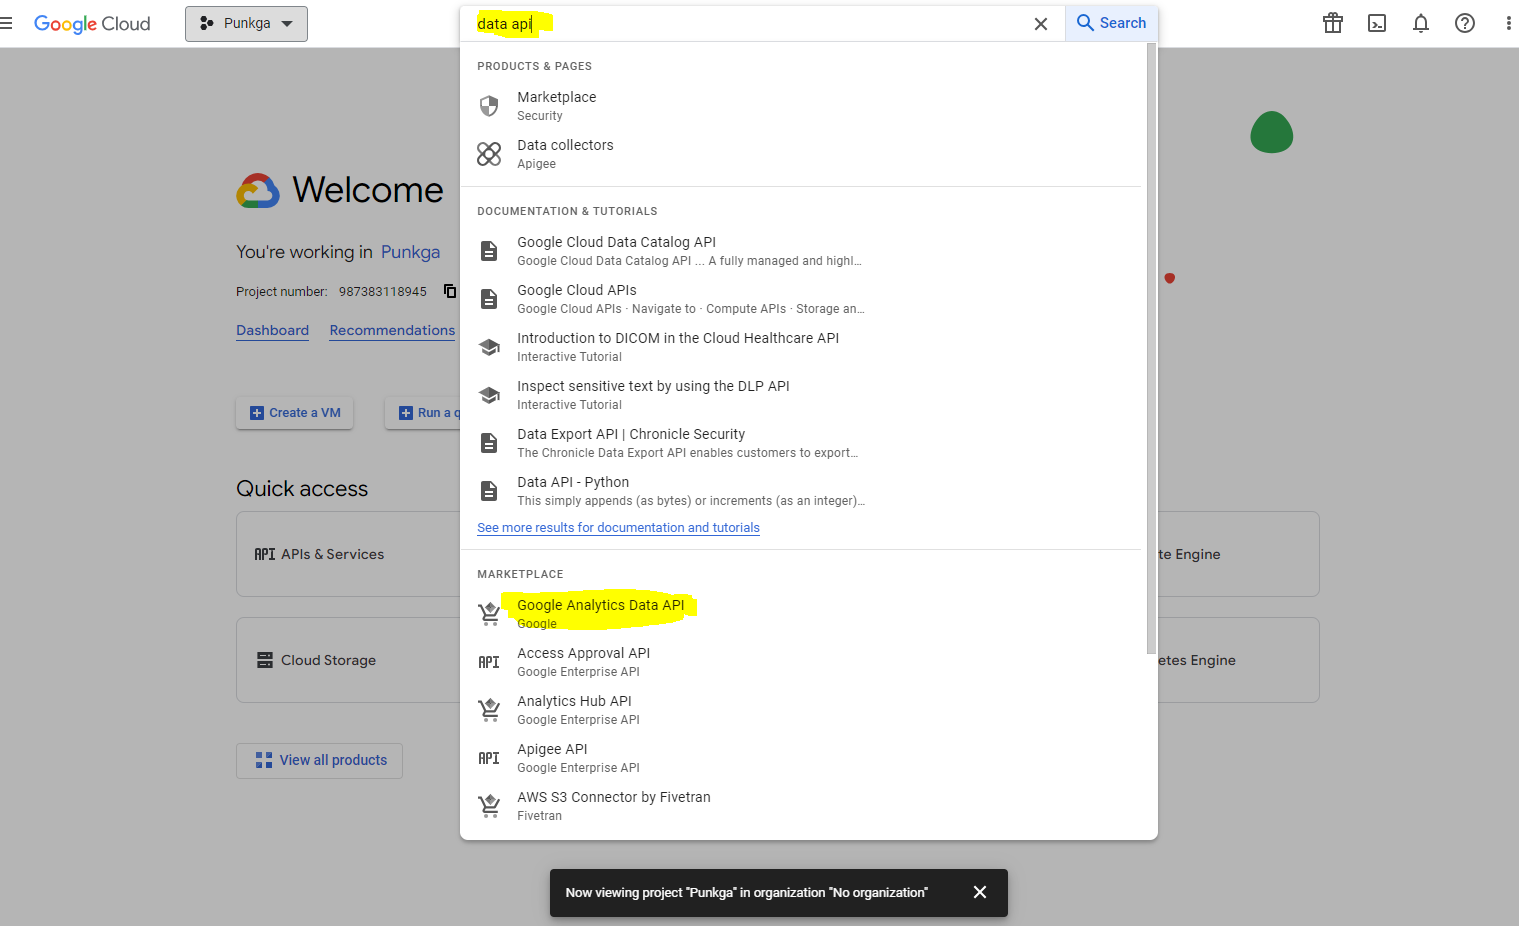 Google Cloud
Punkga
data api
Search
PRODUCTS & PAGES
Marketplace
Security
Data collectors
Apigee
DOCUMENTATION & TUTORIALS
Google Cloud Data Catalog API
Google Cloud Data Catalog API ... A fully managed and highl…
Google Cloud APIs
Google Cloud APIs · Navigate to · Compute APIs · Storage an…
Introduction to DICOM in the Cloud Healthcare API
Interactive Tutorial
Inspect sensitive text by using the DLP API
Interactive Tutorial
Data Export API | Chronicle Security
The Chronicle Data Export API enables customers to export…
Data API - Python
This simply appends (as bytes) or increments (as an integer)…
See more results for documentation and tutorials
MARKETPLACE
Google Analytics Data API
Google
API Access Approval API
Google Enterprise API
Analytics Hub API
Google Enterprise API
API Apigee API
Google Enterprise API
AWS S3 Connector by Fivetran
Fivetran
Welcome
You're working in Punkga
Project number: 987383118945
Dashboard Recommendations
Create a VM Run a q
Quick access
API APIs & Services
te Engine
Cloud Storage
etes Engine
View all products
Now viewing project "Punkga" in organization "No organization"